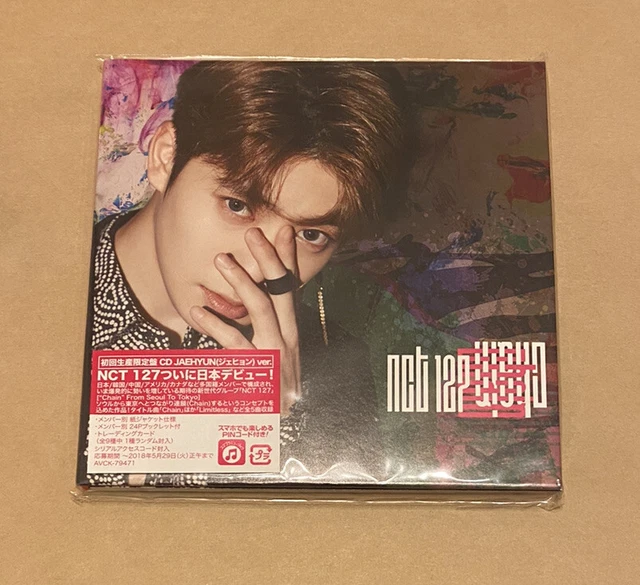 nct 127
初回生産限定盤 CD JAEHYUN(ジェヒョン) ver.
NCT 127ついに日本デビュー!
日本/韓国/中国/アメリカ/カナダなど多国籍メンバーで構成され、
いま爆発的に勢いを増している期待の新世代グループ"NCT 127"。
["Chain" From Seoul To Tokyo]
ソウルから東京へとつながり連鎖(Chain)するというコンセプト
を込めた作品!タイトル曲「Chain」ほか「Limitless」など全5曲収録
・メンバー別 紙ジャケット仕様
・メンバー別 24Pブックレット付
・トレーディングカード
(全9種中 1種ランダム封入)
シリアルアクセスコード封入
応募期間 〜2018年5月29日(火)正午まで
AVCK-79471
スマホでも楽しめる
PINコード付き!
プラ